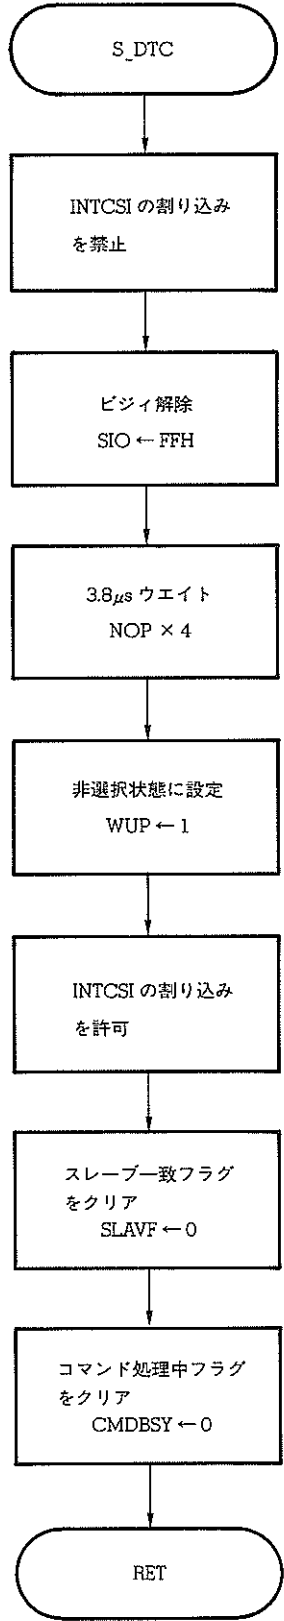 S_DTC
INTCSI の割り込み
を禁止
ビジィ解除
SIO ← FFH
3.8μs ウエイト
NOP × 4
非選択状態に設定
WUP ← 1
INTCSI の割り込み
を許可
スレーブ一致フラグ
をクリア
SLAVF ← 0
コマンド処理中フラグ
をクリア
CMDBSY ← 0
RET